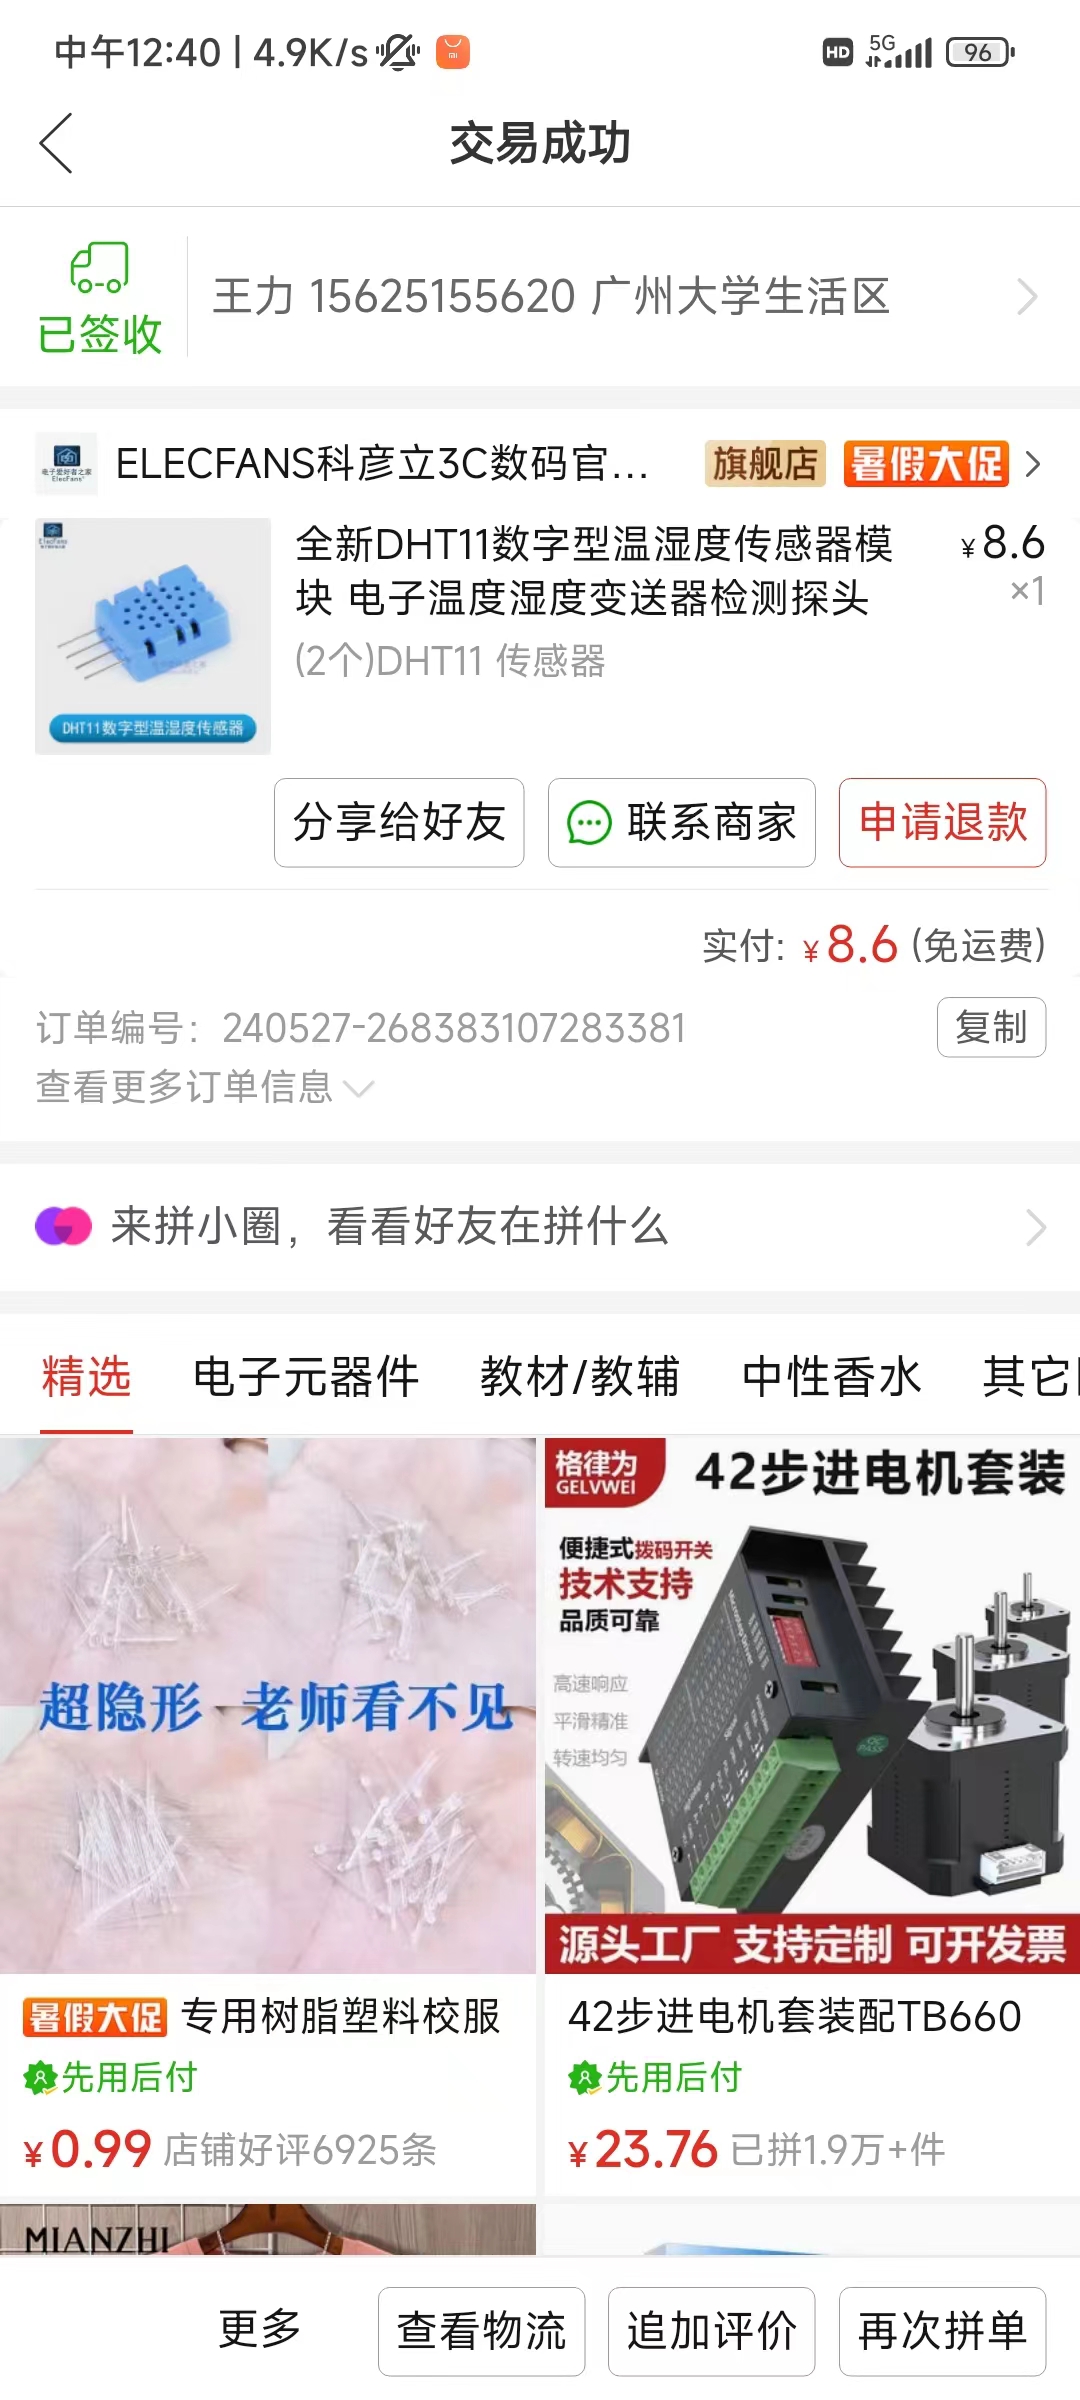 中午12:40 | 4.9K/s
HD 5G 96
交易成功
已签收
王力 15625155620 广州大学生活区
电子爱好者之家
ElecFans
ELECFANS科彦立3C数码官...
旗舰店
暑假大促
全新DHT11数字型温湿度传感器模
块 电子温度湿度变送器检测探头
¥8.6
×1
(2个)DHT11 传感器
DHT11数字型温湿度传感器
分享给好友
联系商家
申请退款
实付: ¥8.6 (免运费)
订单编号: 240527-268383107283381
复制
查看更多订单信息
来拼小圈，看看好友在拼什么
精选
电子元器件
教材/教辅
中性香水
其它
超隐形 老师看不见
暑假大促 专用树脂塑料校服
先用后付
¥0.99 店铺好评6925条
格律为
GELVWEI
42步进电机套装
便捷式拨码开关
技术支持
品质可靠
高速响应
平滑精准
转速均匀
源头工厂 支持定制 可开发票
42步进电机套装配TB660
先用后付
¥23.76 已拼1.9万+件
MIANZHI
更多
查看物流
追加评价
再次拼单